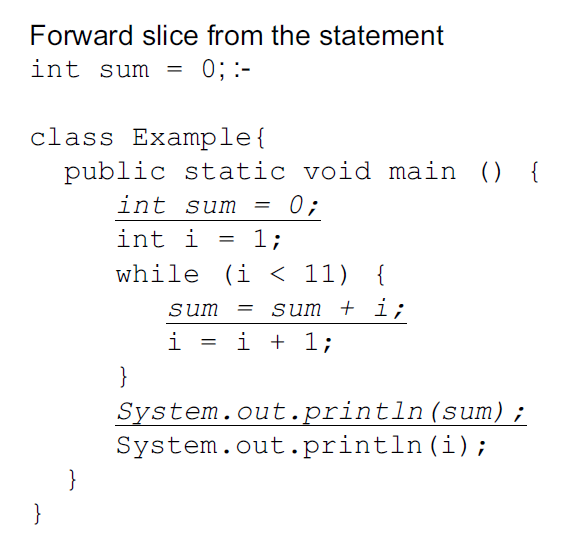 Forward slice from the statement
int sum = 0; :-
class Example{
public static void main () {
int sum = 0;
int i = 1;
while (i < 11) {
sum = sum + i;
i = i + 1;
}
System.out.println(sum);
System.out.println(i);
}
}